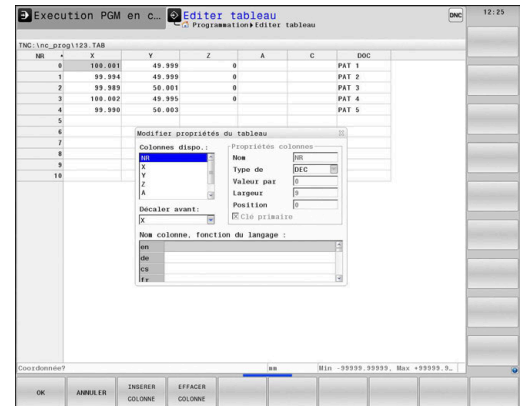 Execution PGM en c... Editer tableau DNC 12:25
Programmation Editer tableau
TNC:\nc_prog\123.TAB
NR X Y Z A C DOC
0 100.001 49.999 0 PAT 1
1 99.994 49.999 0 PAT 2
2 99.989 50.001 0 PAT 3
3 100.002 49.995 0 PAT 4
4 99.990 50.003 PAT 5
5
6
7
8
9
10
Modifier propriétés du tableau
Colonnes dispo.:
NR
X
Y
Z
A
Décaler avant:
X
Propriétés colonnes
Nom NR
Type de DEC
Valeur par 0
Largeur 9
Position 0
Clé primaire
Nom colonne, fonction du langage :
en
de
cs
fr
Coordonnée? mm Min -99999.99999, Max +99999.9…
OK ANNULER INSERER COLONNE EFFACER COLONNE